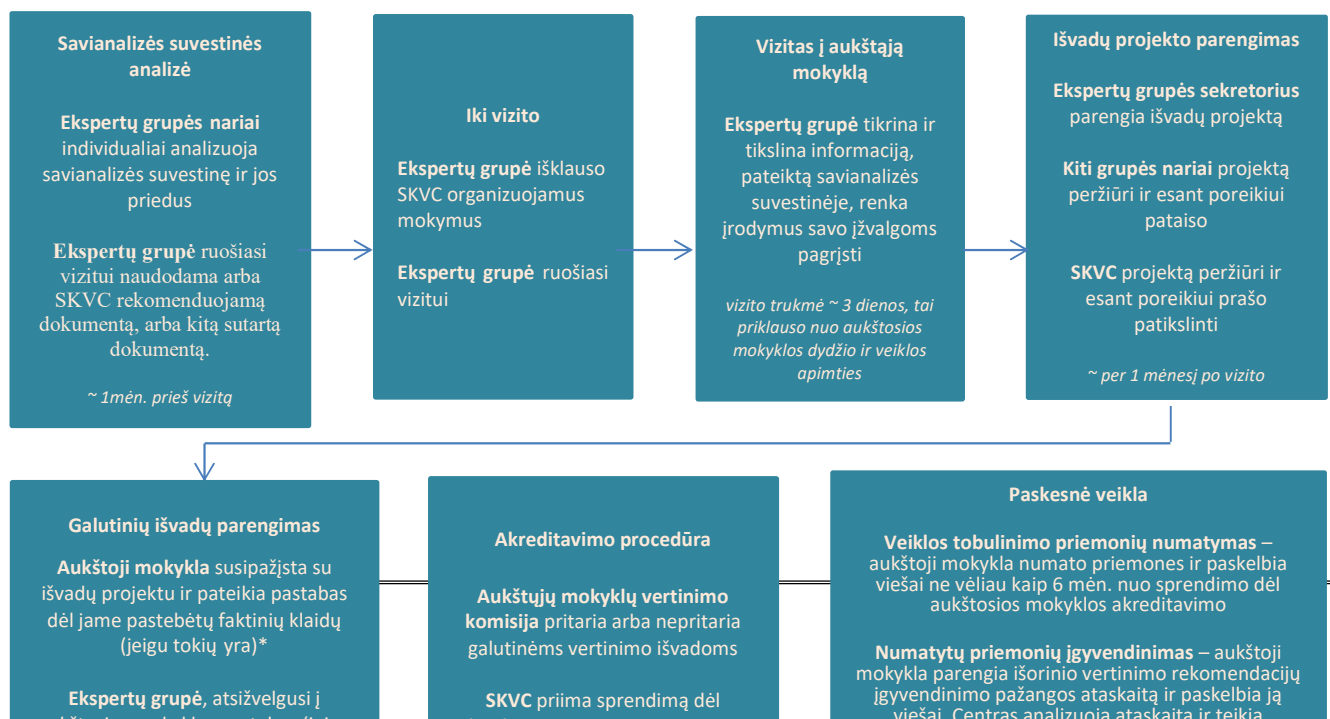 Savianalizės suvestinės
analizė
Ekspertų grupės nariai
individualiai analizuoja
savianalizės suvestinę ir jos
priedus
Ekspertų grupė ruošiasi
vizitui naudodama arba
SKVC rekomenduojamą
dokumentą, arba kitą sutartą
dokumentą.
~ 1mėn. prieš vizitą
Iki vizito
Ekspertų grupė išklauso
SKVC organizuojamus
mokymus
Ekspertų grupė ruošiasi
vizitui
Vizitas į aukštąją
mokyklą
Ekspertų grupė tikrina ir
tikslina informaciją,
pateiktą savianalizės
suvestinėje, renka
įrodymus savo įžvalgoms
pagrįsti
vizito trukmė ~ 3 dienos, tai
priklauso nuo aukštosios
mokyklos dydžio ir veiklos
apimties
Išvadų projekto parengimas
Ekspertų grupės sekretorius
parengia išvadų projektą
Kiti grupės nariai projektą
peržiūri ir esant poreikiui
pataiso
SKVC projektą peržiūri ir
esant poreikiui prašo
patikslinti
~ per 1 mėnesį po vizito
Galutinių išvadų parengimas
Aukštoji mokykla susipažįsta su
išvadų projektu ir pateikia pastabas
dėl jame pastebėtų faktinių klaidų
(jeigu tokių yra)*
Ekspertų grupė, atsižvelgusi į
Akreditavimo procedūra
Aukštųjų mokyklų vertinimo
komisija pritaria arba nepritaria
galutinėms vertinimo išvadoms
SKVC priima sprendimą dėl
Paskesnė veikla
Veiklos tobulinimo priemonių numatymas –
aukštoji mokykla numato priemones ir paskelbia
viešai ne vėliau kaip 6 mėn. nuo sprendimo dėl
aukštosios mokyklos akreditavimo
Numatytų priemonių įgyvendinimas – aukštoji
mokykla parengia išorinio vertinimo rekomendacijų
įgyvendinimo pažangos ataskaitą ir paskelbia ją
viešai. Centras analizuoja ataskaitą ir teikia